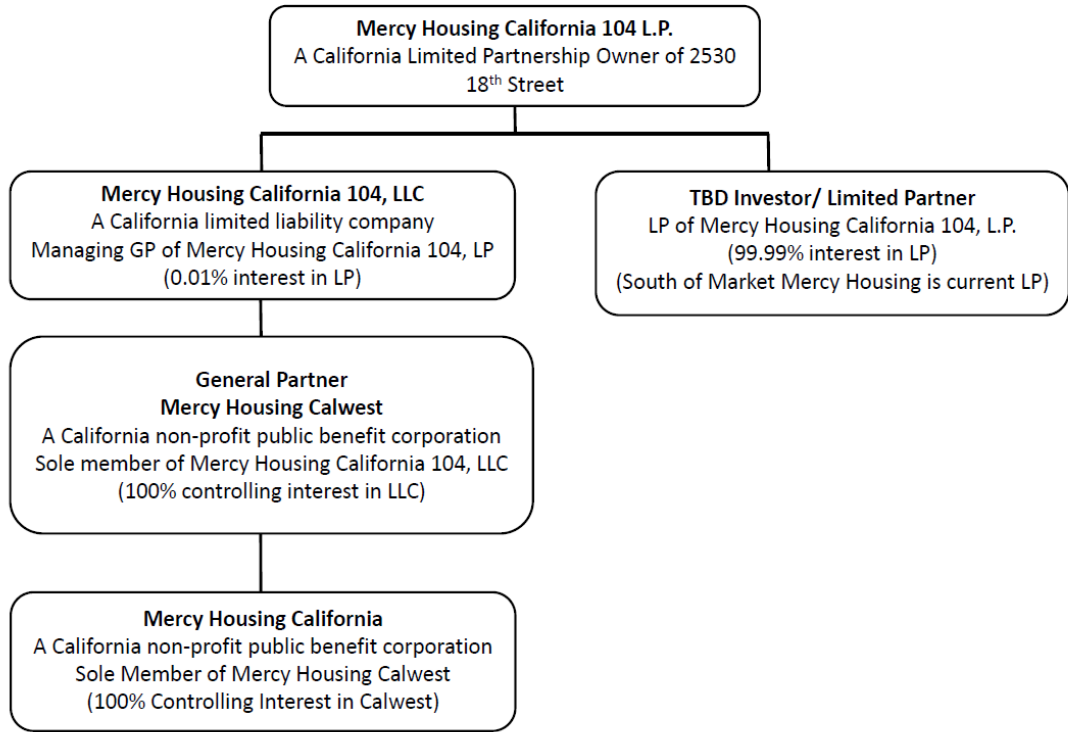 Mercy Housing California 104 L.P.
A California Limited Partnership Owner of 2530
18th Street
Mercy Housing California 104, LLC
A California limited liability company
Managing GP of Mercy Housing California 104, LP
(0.01% interest in LP)
TBD Investor/ Limited Partner
LP of Mercy Housing California 104, L.P.
(99.99% interest in LP)
(South of Market Mercy Housing is current LP)
General Partner
Mercy Housing Calwest
A California non-profit public benefit corporation
Sole member of Mercy Housing California 104, LLC
(100% controlling interest in LLC)
Mercy Housing California
A California non-profit public benefit corporation
Sole Member of Mercy Housing Calwest
(100% Controlling Interest in Calwest)